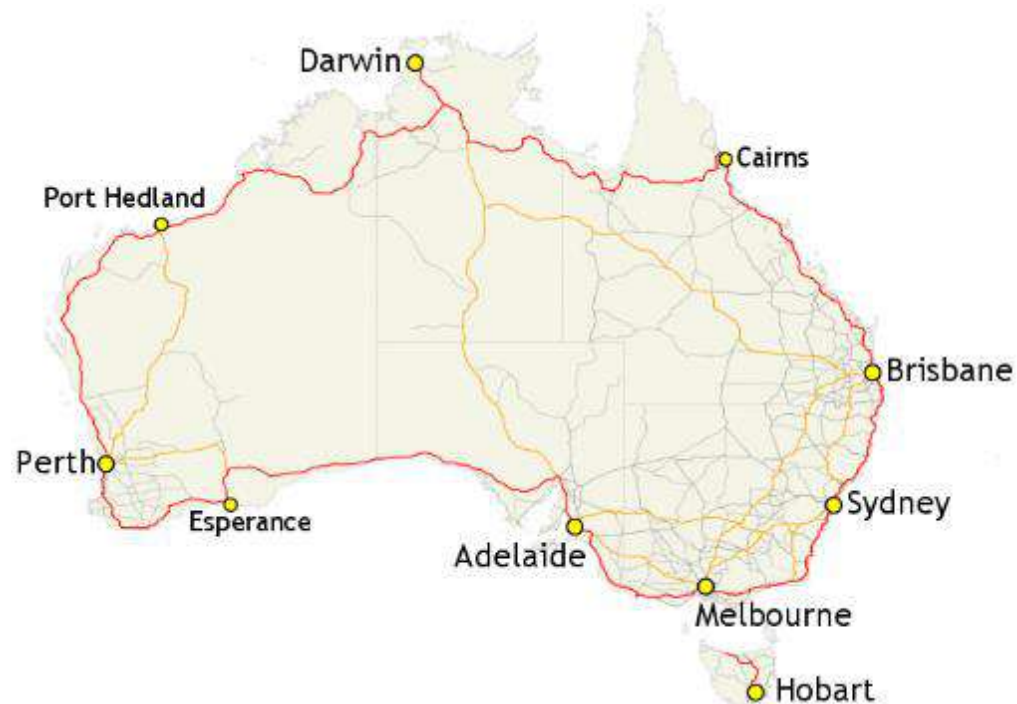 Darwin
Cairns
Port Hedland
Brisbane
Perth
Sydney
Esperance
Adelaide
Melbourne
Hobart